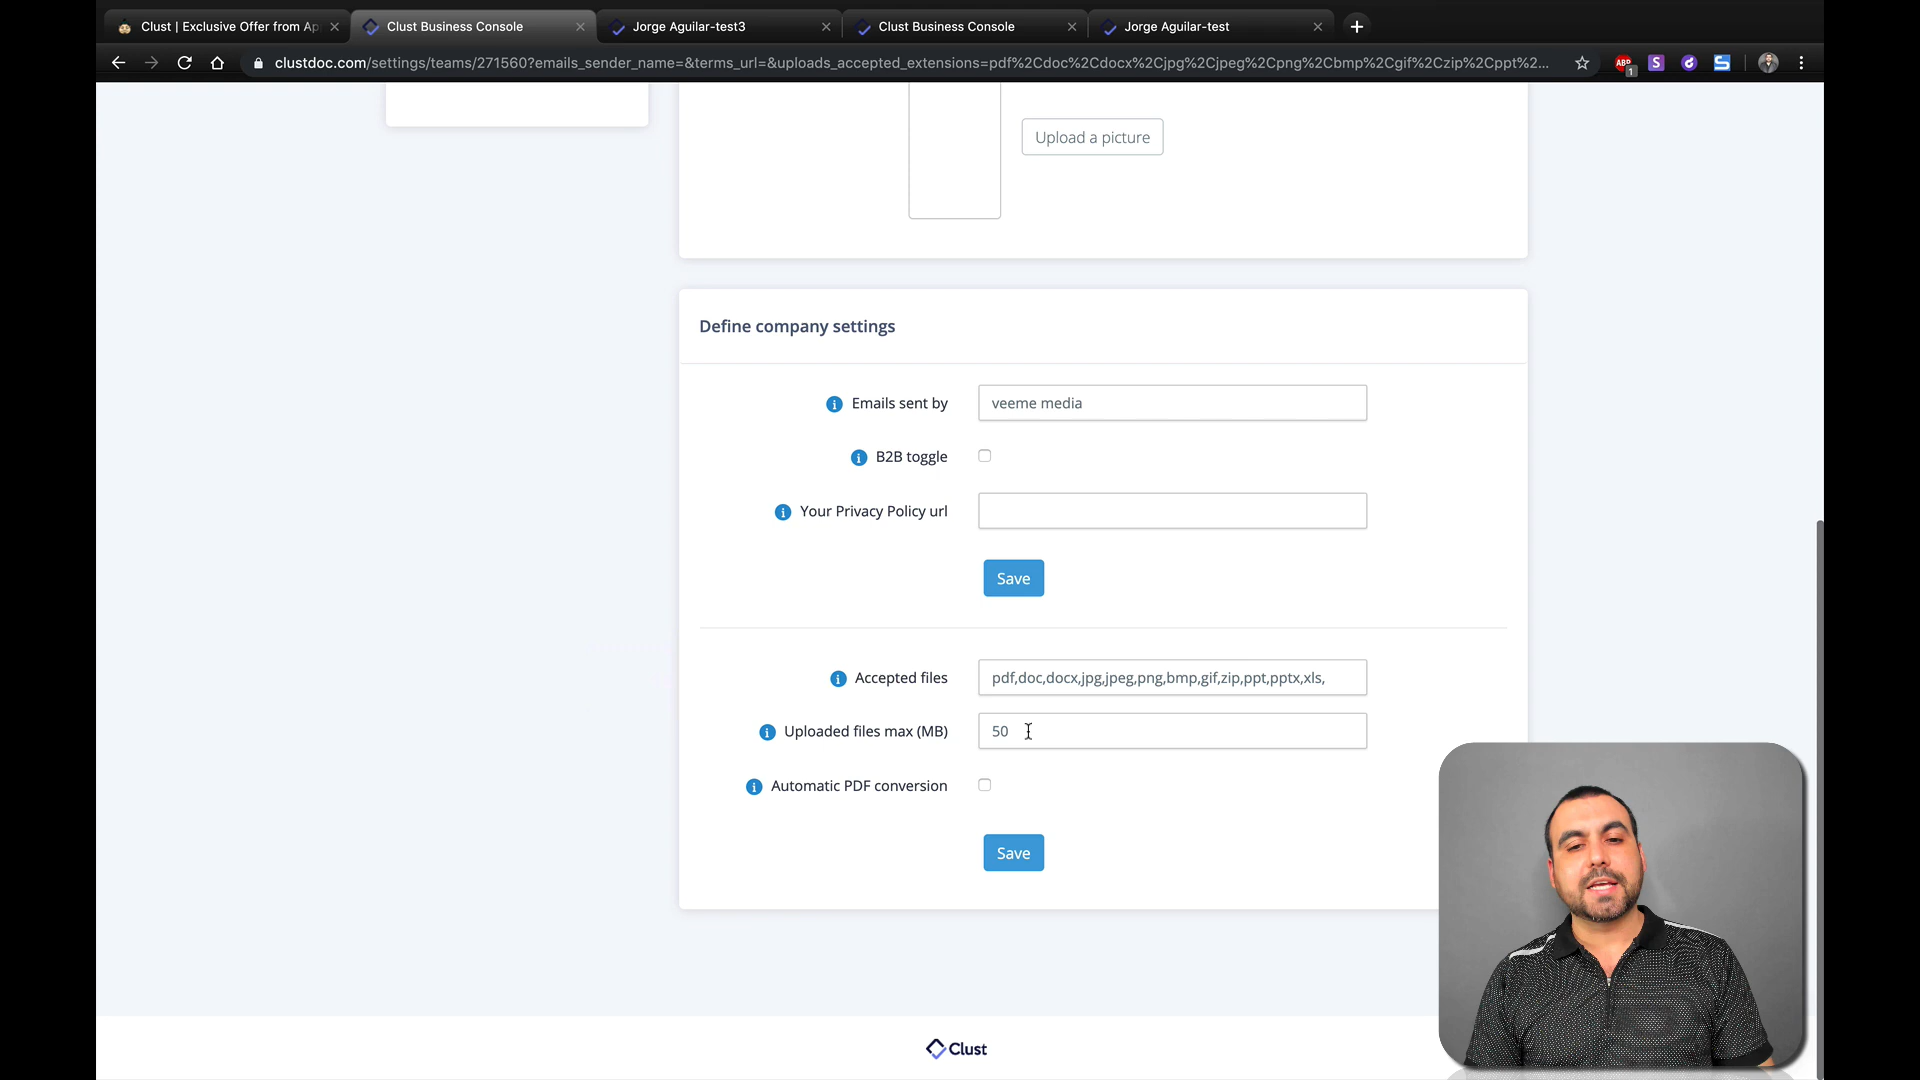 Clust | Exclusive Offer from Ap
Clust Business Console
Jorge Aguilar-test3
Clust Business Console
Jorge Aguilar-test
clustdoc.com/settings/teams/271560?emails_sender_name=&terms_url=&uploads_accepted_extensions=pdf%2Cdoc%2Cdocx%2Cjpg%2Cjpeg%2Cpng%2Cbmp%2Cgif%2Czip%2Cppt%2...
ABP
1
S
S
Upload a picture
Define company settings
Emails sent by
veeme media
B2B toggle
Your Privacy Policy url
Save
Accepted files
pdf,doc,docx,jpg,jpeg,png,bmp,gif,zip,ppt,pptx,xls,
Uploaded files max (MB)
50
Automatic PDF conversion
Save
Clust